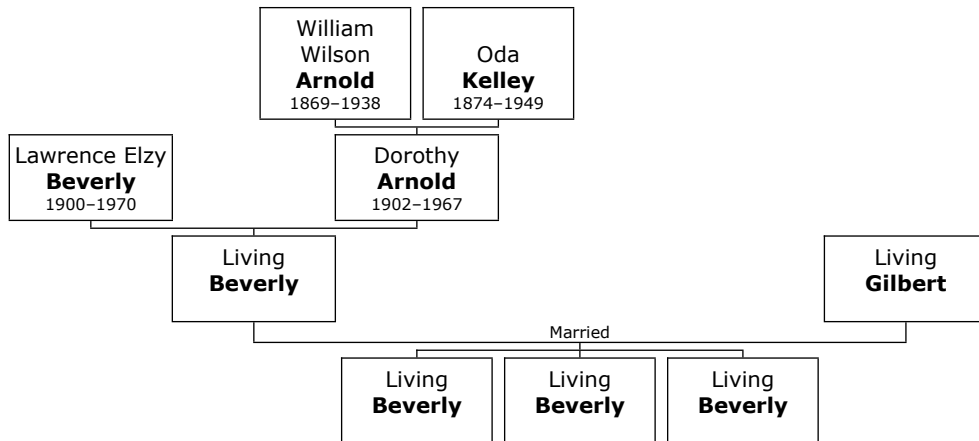 William
Wilson
Arnold
1869–1938
Oda
Kelley
1874–1949
Lawrence Elzy
Beverly
1900–1970
Dorothy
Arnold
1902–1967
Living
Beverly
Living
Gilbert
Married
Living
Beverly
Living
Beverly
Living
Beverly